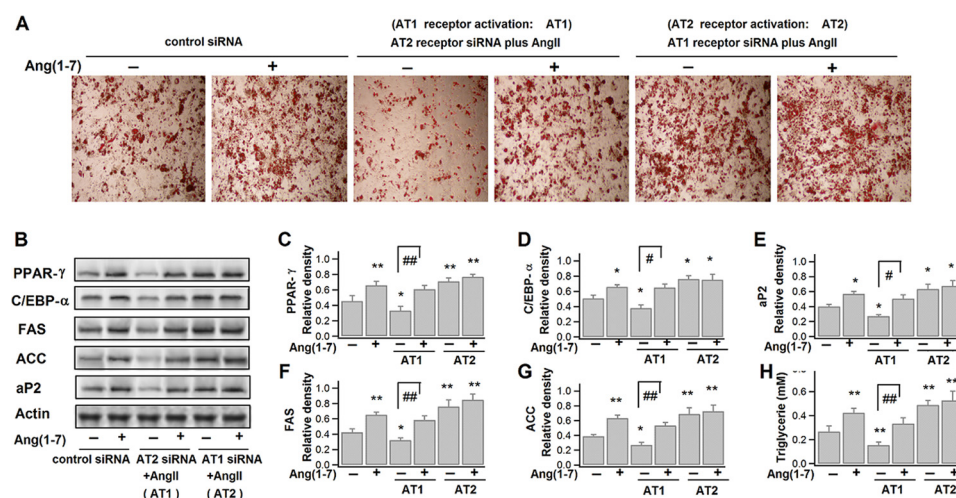 A
control siRNA
(AT1 receptor activation: AT1)
AT2 receptor siRNA plus AngII
(AT2 receptor activation: AT2)
AT1 receptor siRNA plus AngII
Ang(1-7) − + − + − +
B
PPAR-γ
C/EBP-α
FAS
ACC
aP2
Actin
Ang(1-7) − + − + − +
control siRNA AT2 siRNA AT1 siRNA
+AngII +AngII
(AT1) (AT2)
C
PPAR-γ
Relative density
1.0
0.8
0.6
0.4
0.2
0.0
** * ## ** **
Ang(1-7) − + − + − +
AT1 AT2
D
C/EBP-α
Relative density
1.0
0.8
0.6
0.4
0.2
0.0
* * # * *
Ang(1-7) − + − + − +
AT1 AT2
E
aP2
Relative density
1.0
0.8
0.6
0.4
0.2
0.0
* * # * *
Ang(1-7) − + − + − +
AT1 AT2
F
FAS
Relative density
1.0
0.8
0.6
0.4
0.2
0.0
** * ## ** **
Ang(1-7) − + − + − +
AT1 AT2
G
ACC
Relative density
1.0
0.8
0.6
0.4
0.2
0.0
** * ## ** **
Ang(1-7) − + − + − +
AT1 AT2
H
Triglycerie (mM)
0.6
0.4
0.2
0.0
** ** ## ** **
Ang(1-7) − + − + − +
AT1 AT2